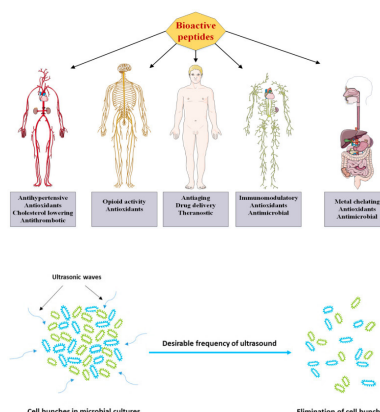 Bioactive
peptides
Antihypertensive
Antioxidants
Cholesterol lowering
Antithrombotic
Opioid activity
Antioxidants
Antiaging
Drug delivery
Theranostic
Immunomodulatory
Antioxidants
Antimicrobial
Metal chelating
Antioxidants
Antimicrobial
Ultrasonic waves
Desirable frequency of ultrasound
Cell bunches in microbial cultures
Elimination of cell bunch